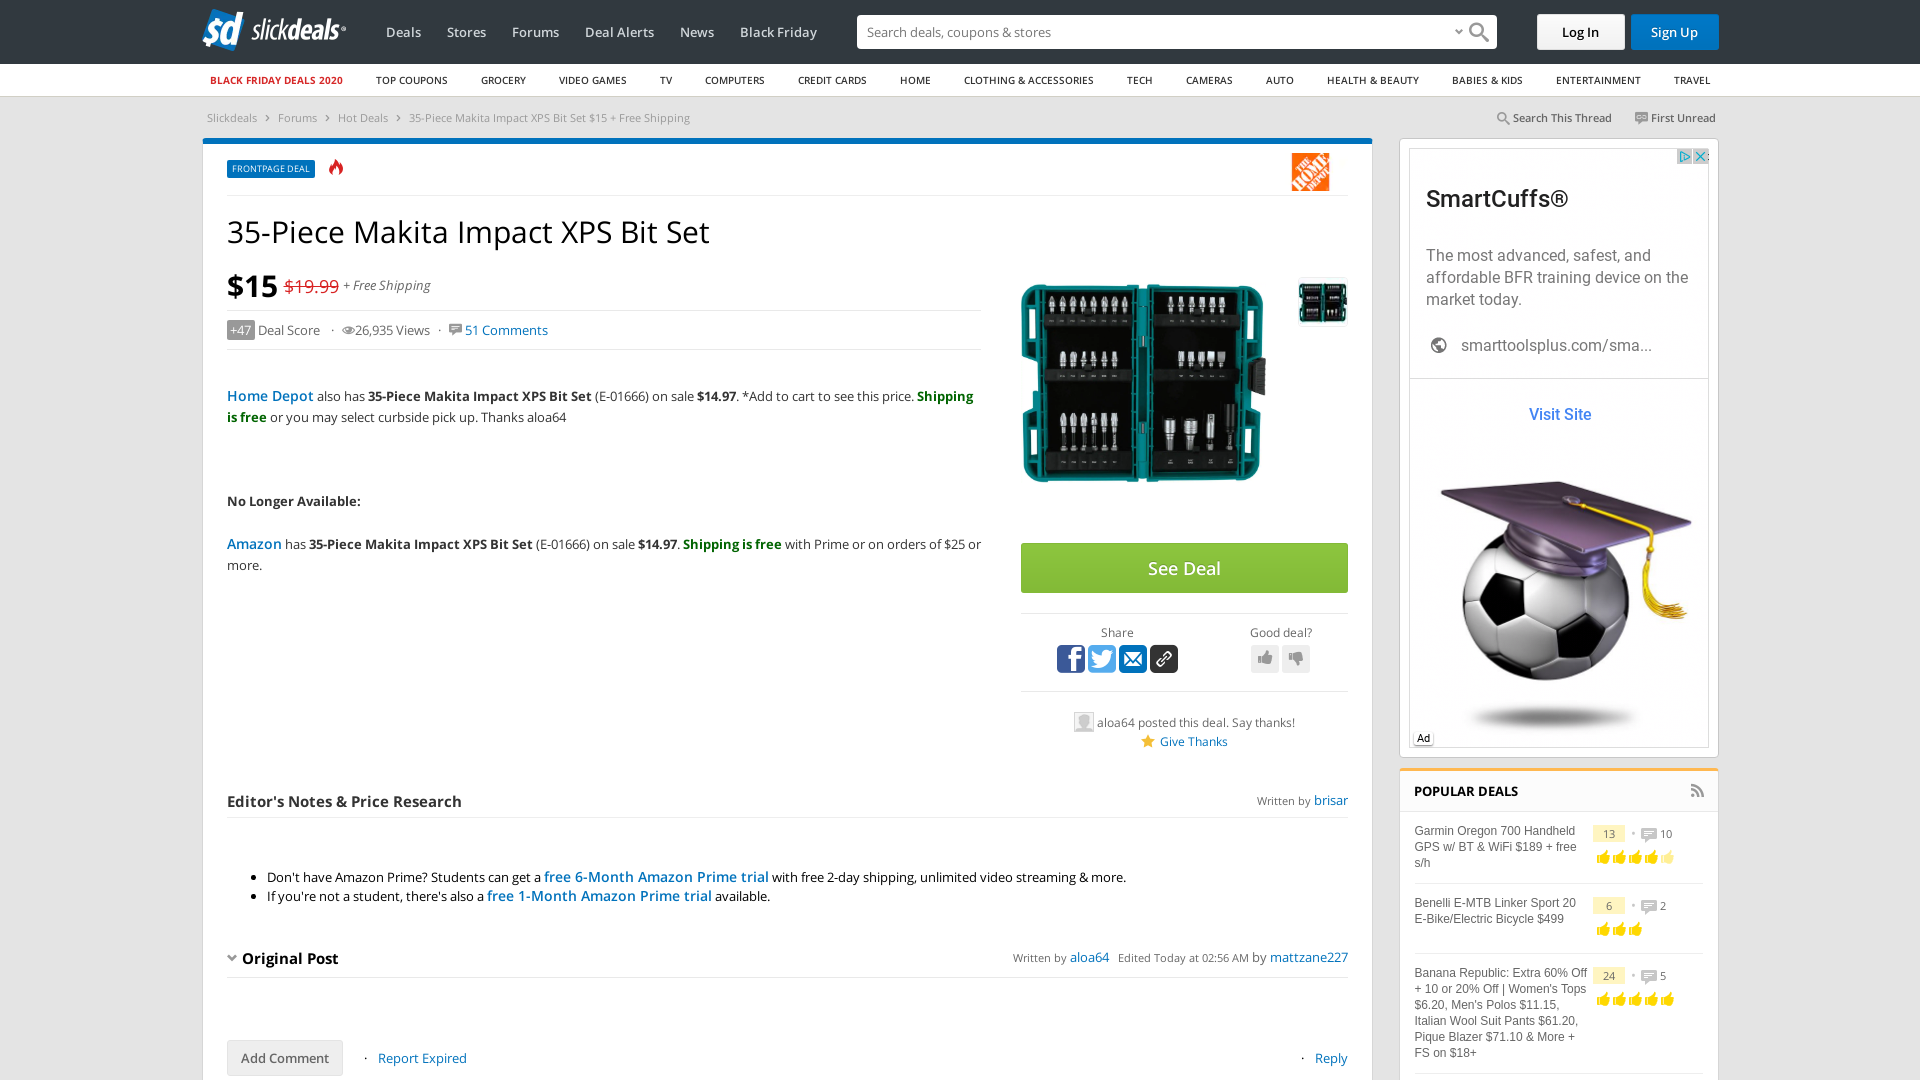 slickdeals
Deals
Stores
Forums
Deal Alerts
News
Black Friday
Search deals, coupons & shopping
Log In
Sign Up
BLACK FRIDAY DEALS 2020
TOP COUPONS
GROCERY
VIDEO GAMES
TV
COMPUTERS
CREDIT CARDS
HOME
CLOTHING & ACCESSORIES
TECH
CAMERAS
AUTO
HEALTH & BEAUTY
BABIES & KIDS
ENTERTAINMENT
TRAVEL
Slickdeals › Forums › Hot Deals › 35-Piece Makita Impact XPS Bit Set $15 + Free Shipping
Search This Thread
First Unread
FRONTPAGE DEAL
THE HOME DEPOT
35-Piece Makita Impact XPS Bit Set
$15 $19.99 + Free Shipping
+47 Deal Score · 26,935 Views · 51 Comments
Home Depot also has 35-Piece Makita Impact XPS Bit Set (E-01666) on sale $14.97. *Add to cart to see this price. Shipping
is free or you may select curbside pick up. Thanks aloa64
No Longer Available:
Amazon has 35-Piece Makita Impact XPS Bit Set (E-01666) on sale $14.97. Shipping is free with Prime or on orders of $25 or
more.
See Deal
Share
Good deal?
aloa64 posted this deal. Say thanks!
Give Thanks
Editor's Notes & Price Research
Written by brisar
• Don't have Amazon Prime? Students can get a free 6-Month Amazon Prime trial with free 2-day shipping, unlimited video streaming & more.
• If you're not a student, there's also a free 1-Month Amazon Prime trial available.
Original Post
Written by aloa64 Edited Today at 02:56 AM by mattzane227
Add Comment
· Report Expired
· Reply
SmartCuffs®
The most advanced, safest, and
affordable BFR training device on the
market today.
smarttoolsplus.com/sma...
Visit Site
Ad
POPULAR DEALS
Garmin Oregon 700 Handheld
GPS w/ BT & WiFi $189 + free
s/h
13 • 10
Benelli E-MTB Linker Sport 20
E-Bike/Electric Bicycle $499
6 • 2
Banana Republic: Extra 60% Off
+ 10 or 20% Off | Women's Tops
$6.20, Men's Polos $11.15,
Italian Wool Suit Pants $61.20,
Pique Blazer $71.10 & More +
FS on $18+
24 • 5